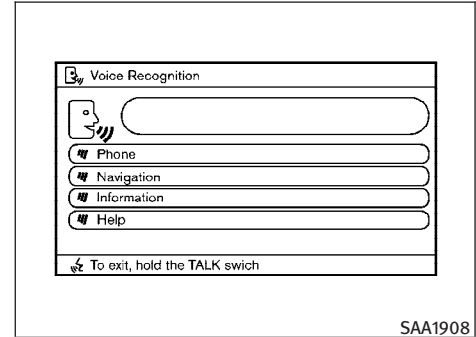 Voice Recognition
Phone
Navigation
Information
Help
To exit, hold the TALK swich
SAA1908